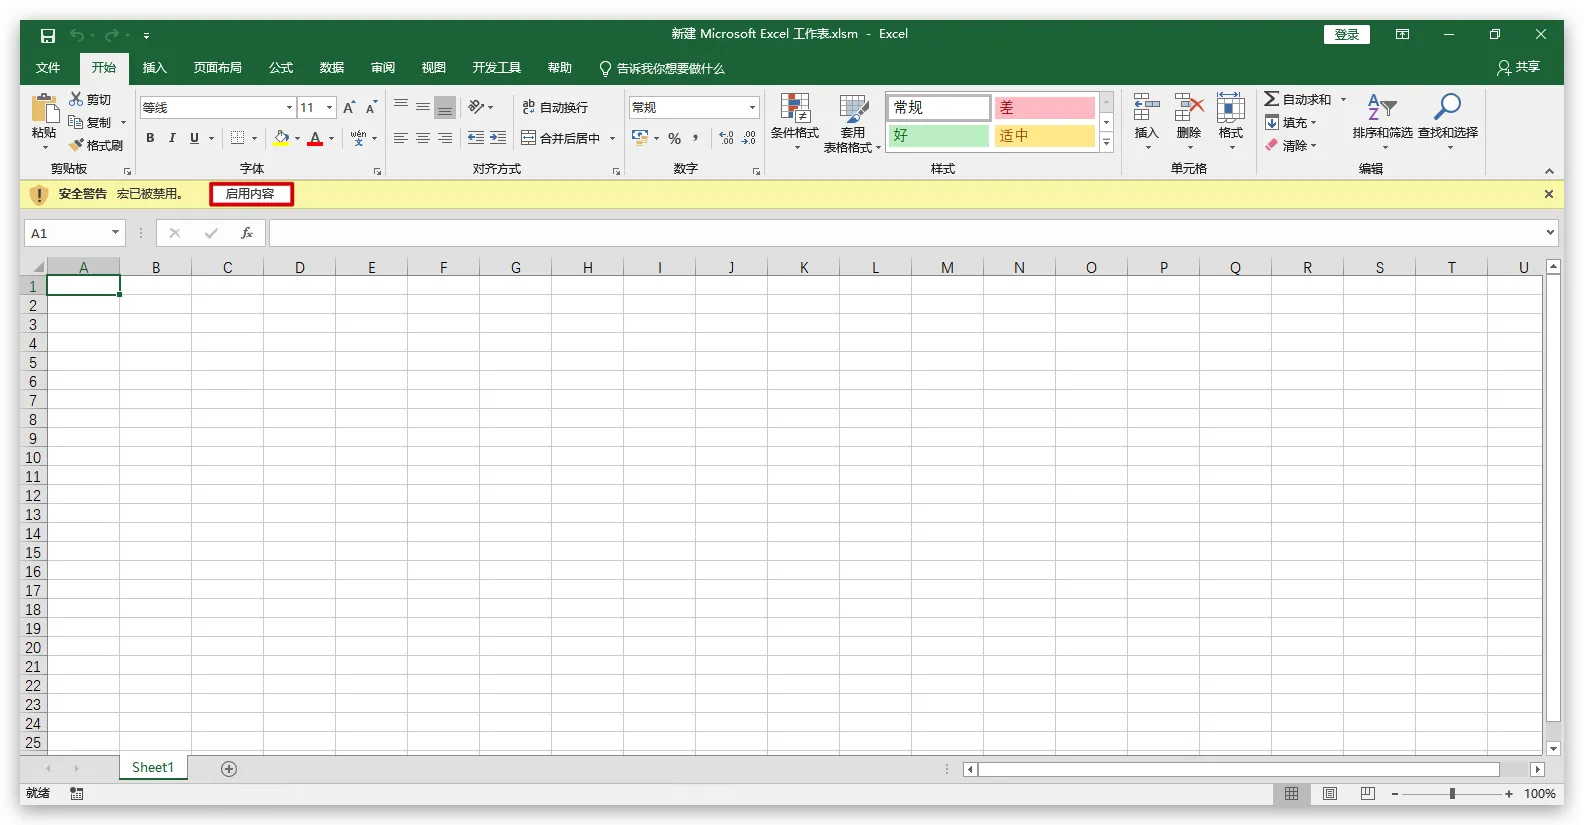 新建 Microsoft Excel 工作表.xlsm - Excel
登录
文件 开始 插入 页面布局 公式 数据 审阅 视图 开发工具 帮助 告诉我你想要做什么 共享
粘贴
剪切
复制
格式刷
剪贴板
等线 11 A A
B I U A wén 文
字体
ab 自动换行
合并后居中
对齐方式
常规
% , .00 .0
数字
条件格式
套用
表格格式
常规 差
好 适中
样式
插入 删除 格式
单元格
自动求和
填充
清除
排序和筛选
查找和选择
编辑
安全警告 宏已被禁用。 启用内容
A1 fx
A B C D E F G H I J K L M N O P Q R S T U
1
2
3
4
5
6
7
8
9
10
11
12
13
14
15
16
17
18
19
20
21
22
23
24
25
Sheet1
就绪 100%